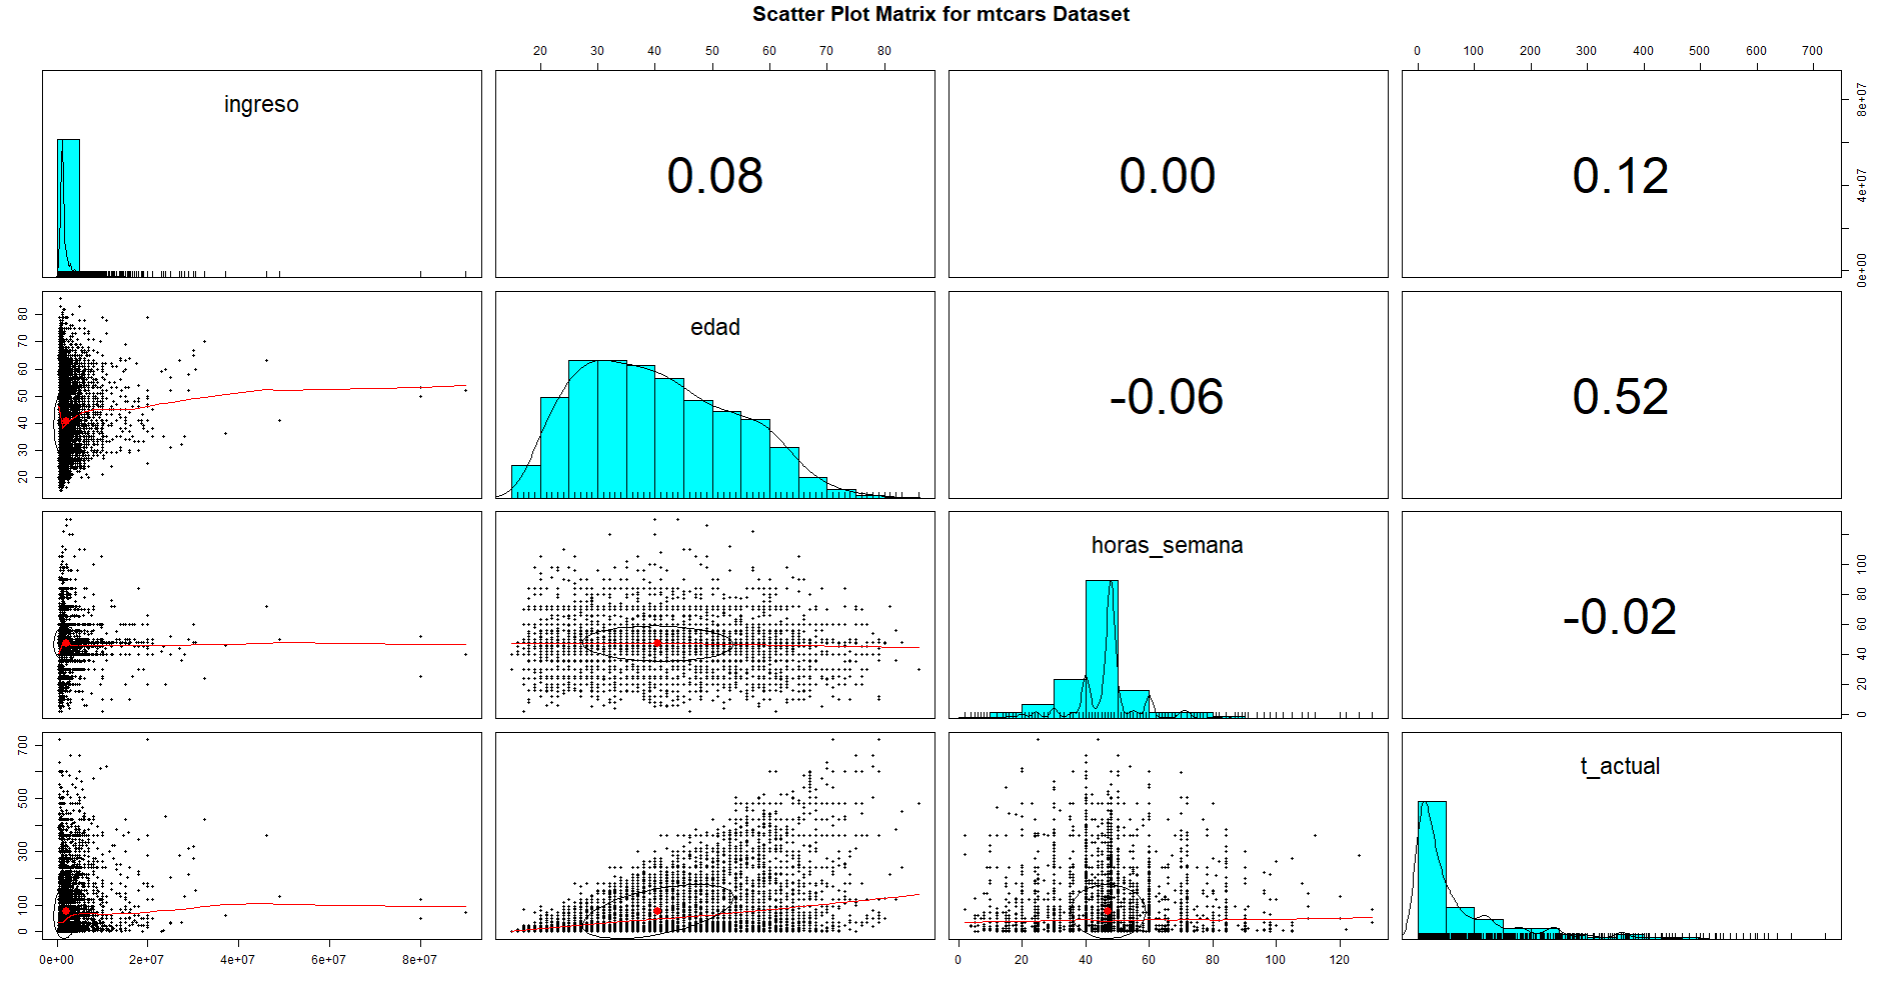 Scatter Plot Matrix for mtcars Dataset
20 30 40 50 60 70 80
0 100 200 300 400 500 600 700
ingreso
0.08
0.00
0.12
0e+00 4e+07 8e+07
20 30 40 50 60 70 80
edad
-0.06
0.52
horas_semana
-0.02
0 20 40 60 80 100
0 100 300 500 700
t_actual
0e+00 2e+07 4e+07 6e+07 8e+07
0 20 40 60 80 100 120